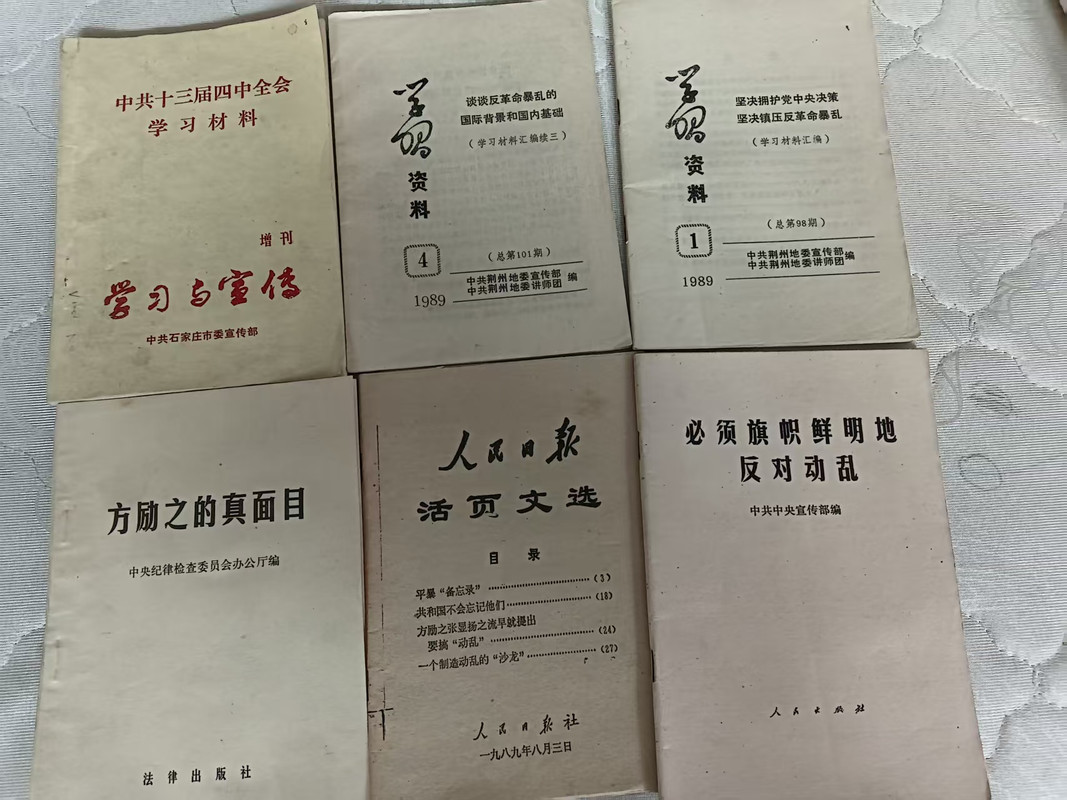 中共十三届四中全会
学习材料
增刊
学习与宣传
中共石家庄市委宣传部
学习
资料
谈谈反革命暴乱的
国际背景和国内基础
（学习材料汇编续三）
4
1989
（总第101期）
中共荆州地委宣传部
中共荆州地委讲师团
编
学习
资料
坚决拥护党中央决策
坚决镇压反革命暴乱
（学习材料汇编）
1
1989
（总第98期）
中共荆州地委宣传部
中共荆州地委讲师团
编
方励之的真面目
中央纪律检查委员会办公厅编
法律出版社
人民日报
活页文选
目录
平暴“备忘录”……………………(3)
共和国不会忘记他们……………………(18)
方励之张显扬之流早就提出
要搞“动乱”……………………(24)
一个制造动乱的“沙龙”……………………(27)
人民日报社
一九八九年八月三日
必须旗帜鲜明地
反对动乱
中共中央宣传部编
人民出版社